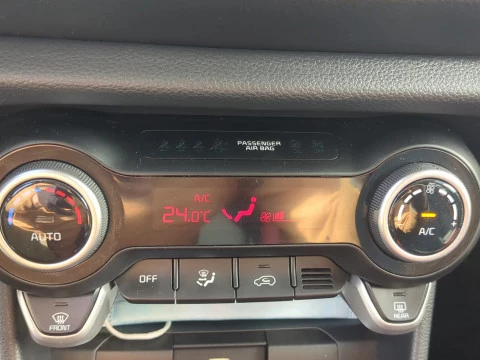 PASSENGER
AIR BAG
A/C
24.0°C
AUTO
A/C
OFF
FRONT
REAR